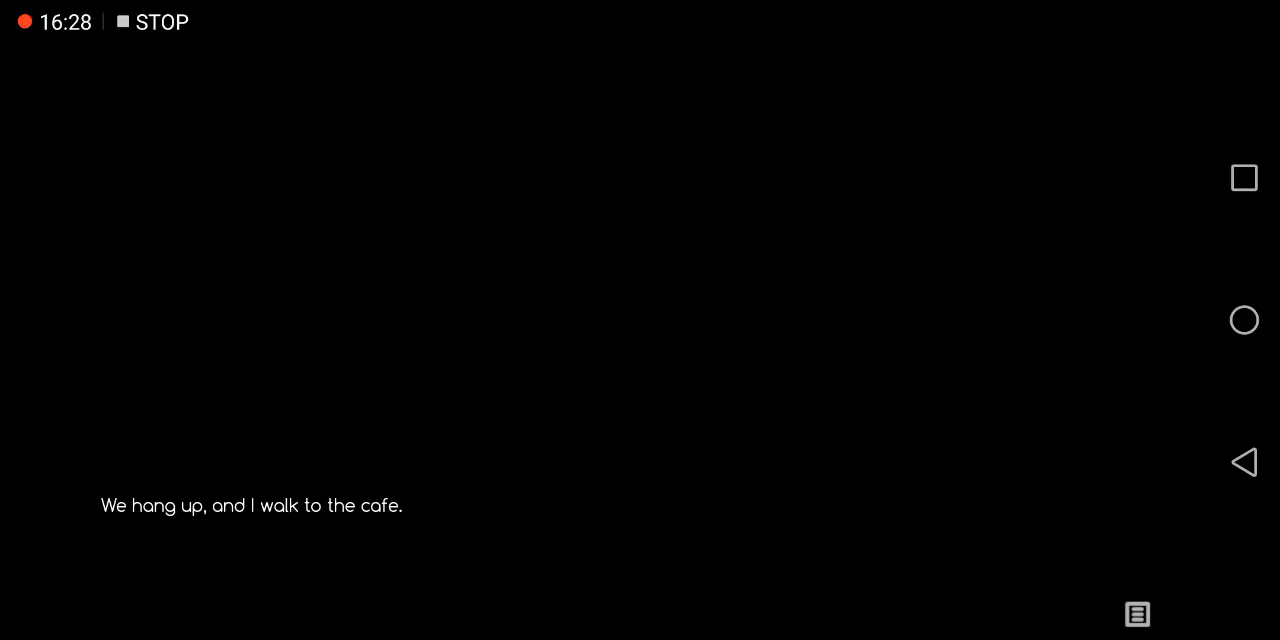 16:28 STOP
We hang up, and I walk to the cafe.